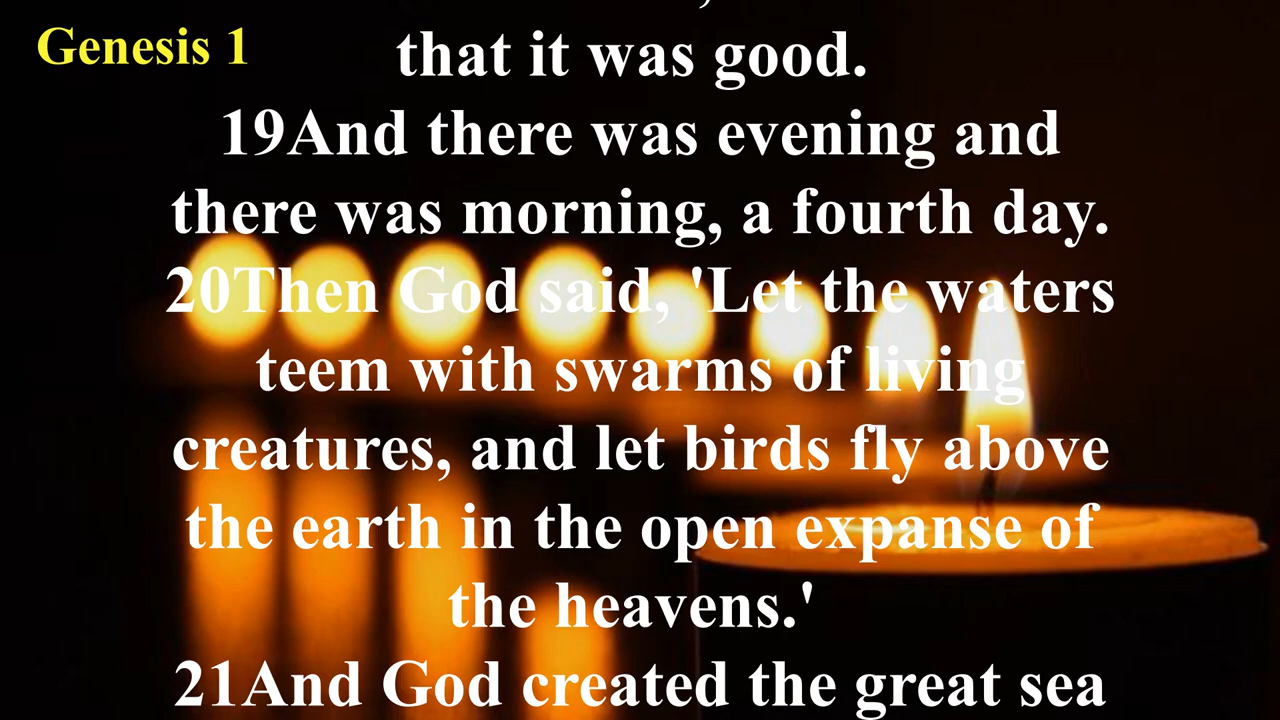 Genesis 1
that it was good.
19And there was evening and
there was morning, a fourth day.
20Then God said, 'Let the waters
teem with swarms of living
creatures, and let birds fly above
the earth in the open expanse of
the heavens.'
21And God created the great sea